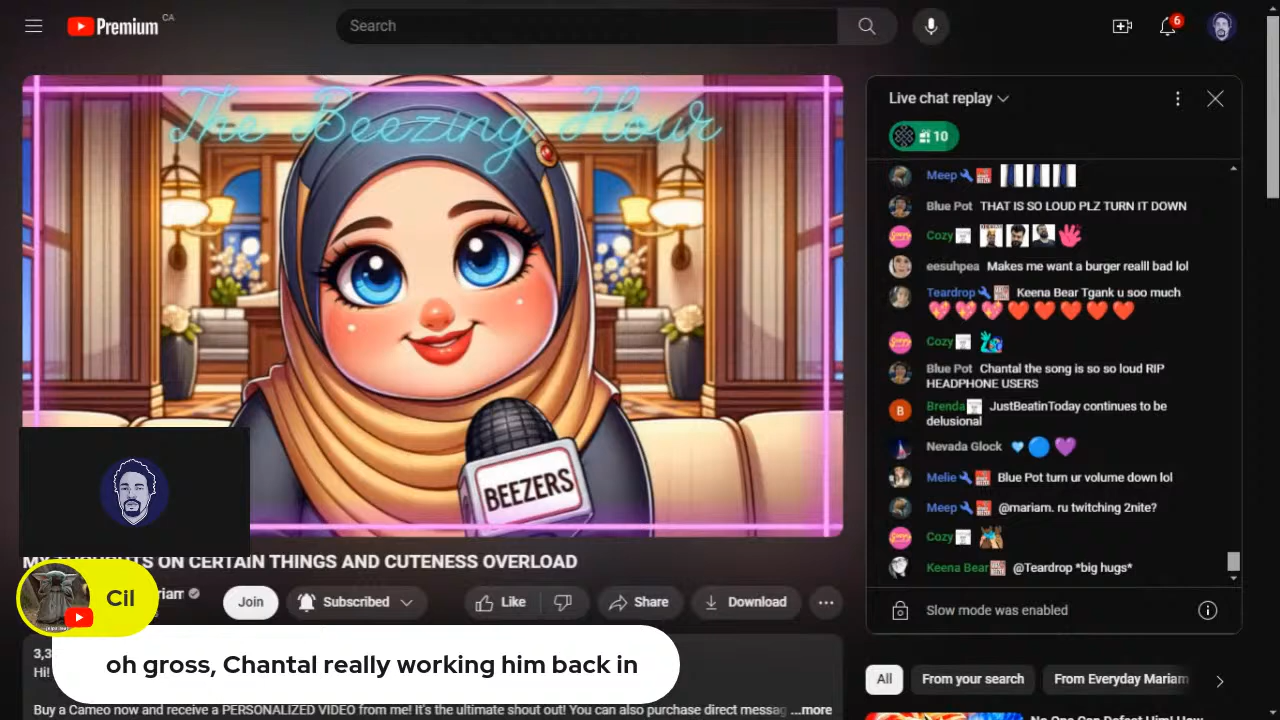 Premium CA
Search
6
The Beezing Hour
BEEZERS
Live chat replay
10
Meep
Blue Pot THAT IS SO LOUD PLZ TURN IT DOWN
Cozy
eesuhpea Makes me want a burger realll bad lol
Teardrop Keena Bear Tgank u soo much
Cozy
Blue Pot Chantal the song is so so loud RIP
HEADPHONE USERS
B Brenda JustBeatinToday continues to be
delusional
Nevada Glock
Melie Blue Pot turn ur volume down lol
Meep @mariam. ru twitching 2nite?
Cozy
Keena Bear @Teardrop *big hugs*
Slow mode was enabled
ON CERTAIN THINGS AND CUTENESS OVERLOAD
Join
Subscribed
Like
Share
Download
Cil
oh gross, Chantal really working him back in
3,3
Hi!
Buy a Cameo now and receive a PERSONALIZED VIDEO from me! It's the ultimate shout out! You can also purchase direct messag ...more
All
From your search
From Everyday Mariam